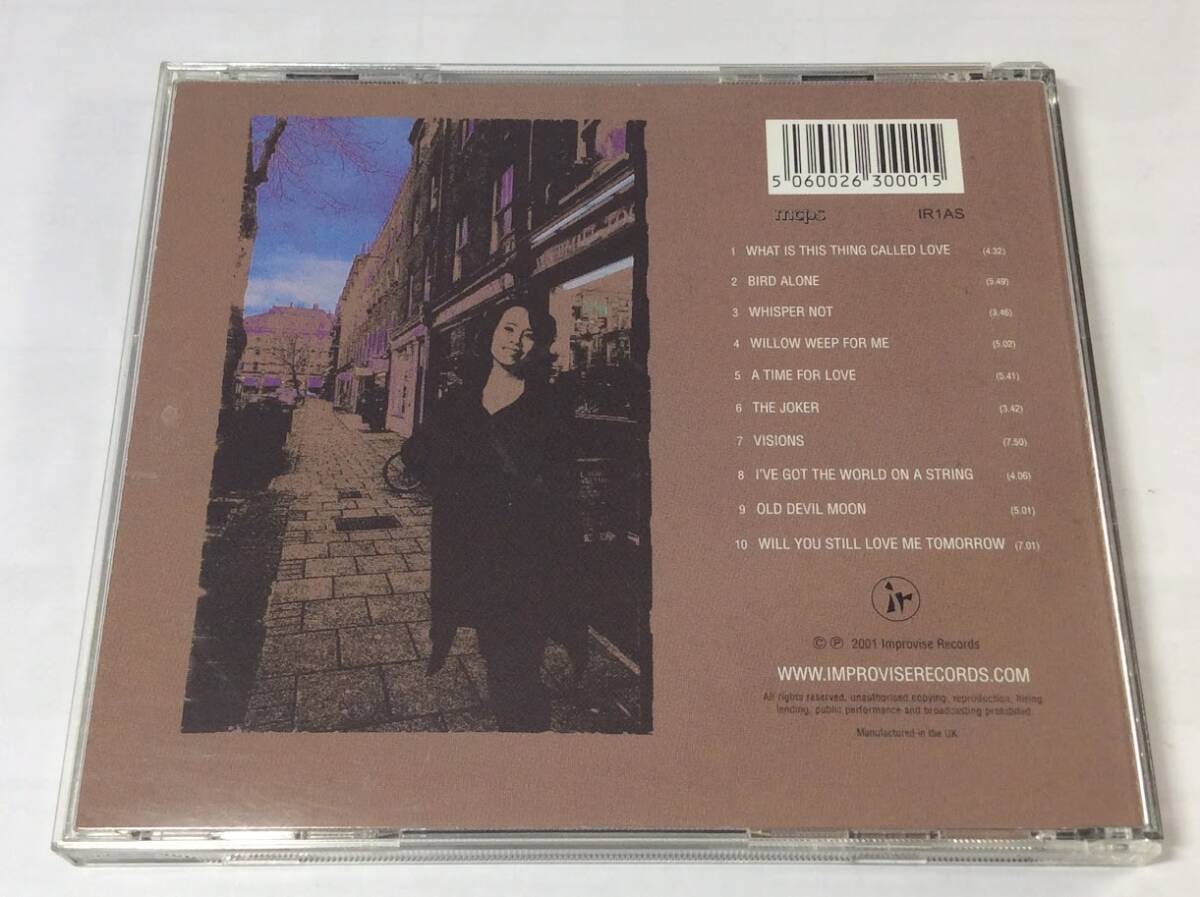 5 060026 300015
mcps IR1AS
1 WHAT IS THIS THING CALLED LOVE (4.32)
2 BIRD ALONE (5.49)
3 WHISPER NOT (3.46)
4 WILLOW WEEP FOR ME (5.02)
5 A TIME FOR LOVE (5.41)
6 THE JOKER (3.42)
7 VISIONS (7.50)
8 I'VE GOT THE WORLD ON A STRING (4.06)
9 OLD DEVIL MOON (5.01)
10 WILL YOU STILL LOVE ME TOMORROW (7.01)
ir
© ℗ 2001 Improvise Records
WWW.IMPROVISERECORDS.COM
All rights reserved, unauthorised copying, reproduction, hiring
lending, public performance and broadcasting prohibited.
Manufactured in the UK